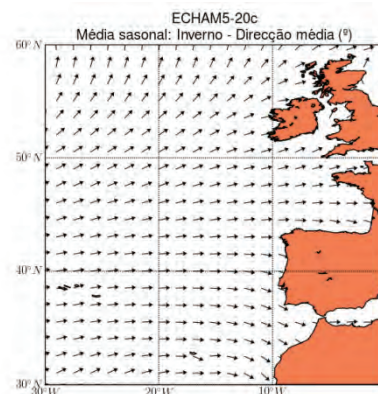 ECHAM5-20c
Média sasonal: Inverno - Direcção média (º)
60°N
50°N
40°N
30°N
30°W
20°W
10°W